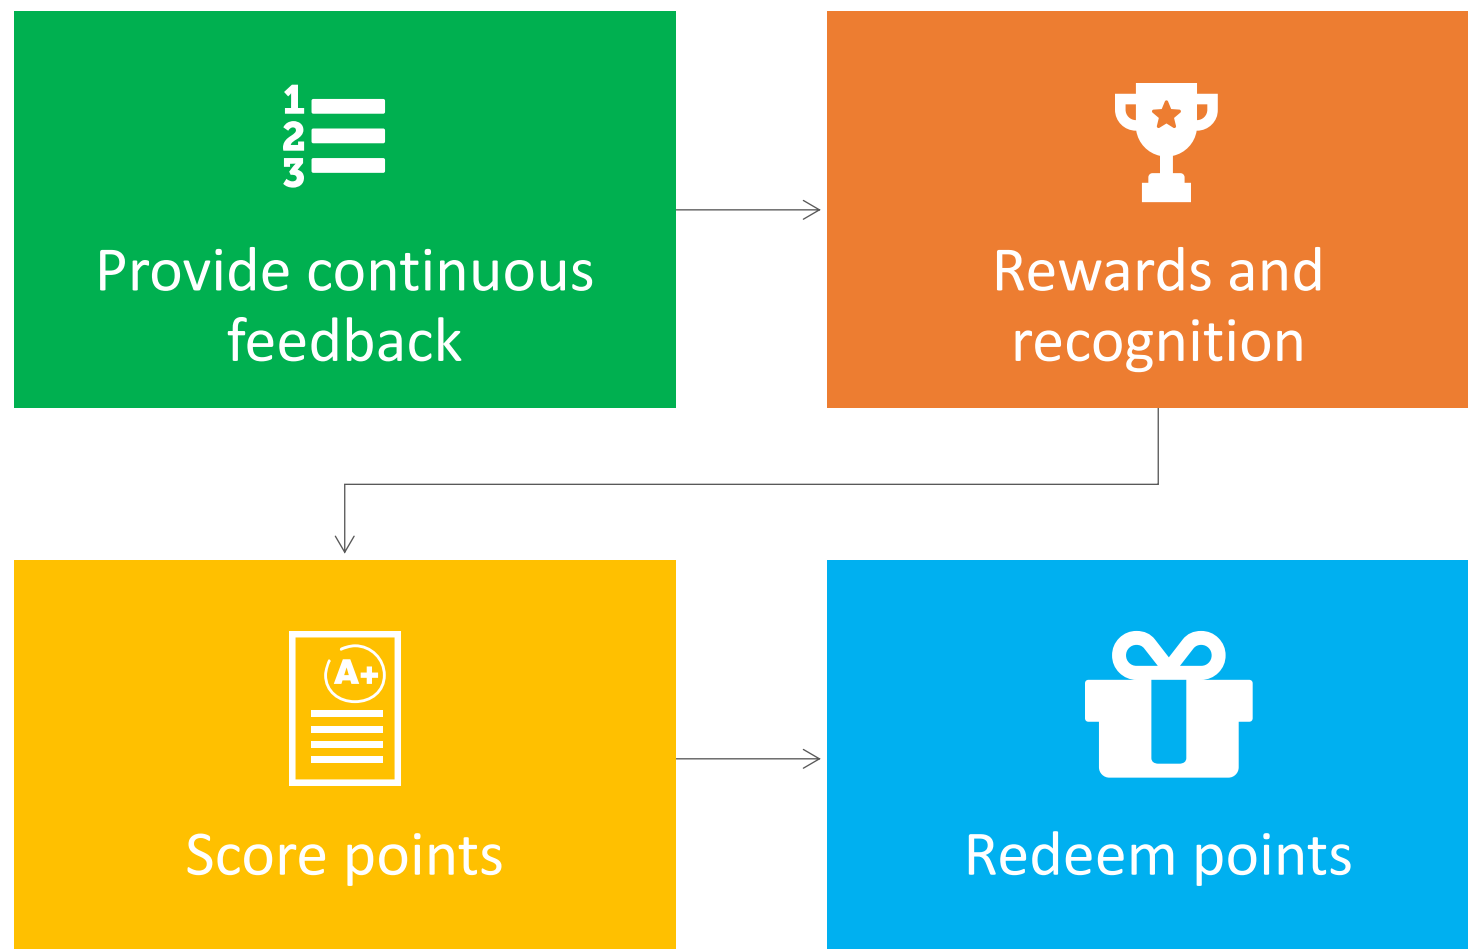 1
2
3
Provide continuous
feedback
Rewards and
recognition
A+
Score points
Redeem points